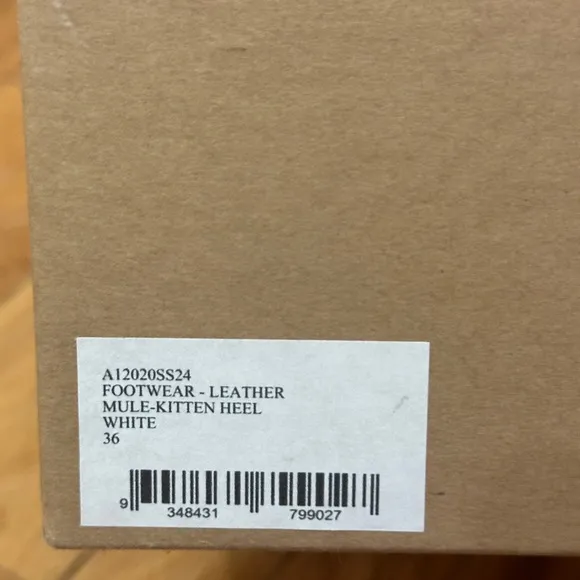 A12020SS24
FOOTWEAR - LEATHER
MULE-KITTEN HEEL
WHITE
36
9 348431 799027